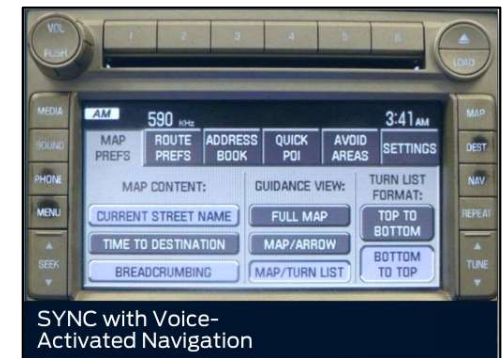 VOL
PUSH
1 2 3 4 5 6
LOAD
MEDIA
SOUND
PHONE
MENU
SEEK
AM 590 KHz 3:41 AM
MAP PREFS
ROUTE PREFS
ADDRESS BOOK
QUICK POI
AVOID AREAS
SETTINGS
MAP CONTENT:
CURRENT STREET NAME
TIME TO DESTINATION
BREADCRUMBING
GUIDANCE VIEW:
FULL MAP
MAP/ARROW
MAP/TURN LIST
TURN LIST
FORMAT:
TOP TO
BOTTOM
BOTTOM
TO TOP
MAP
DEST
NAV
REPEAT
TUNE
SYNC with Voice-
Activated Navigation